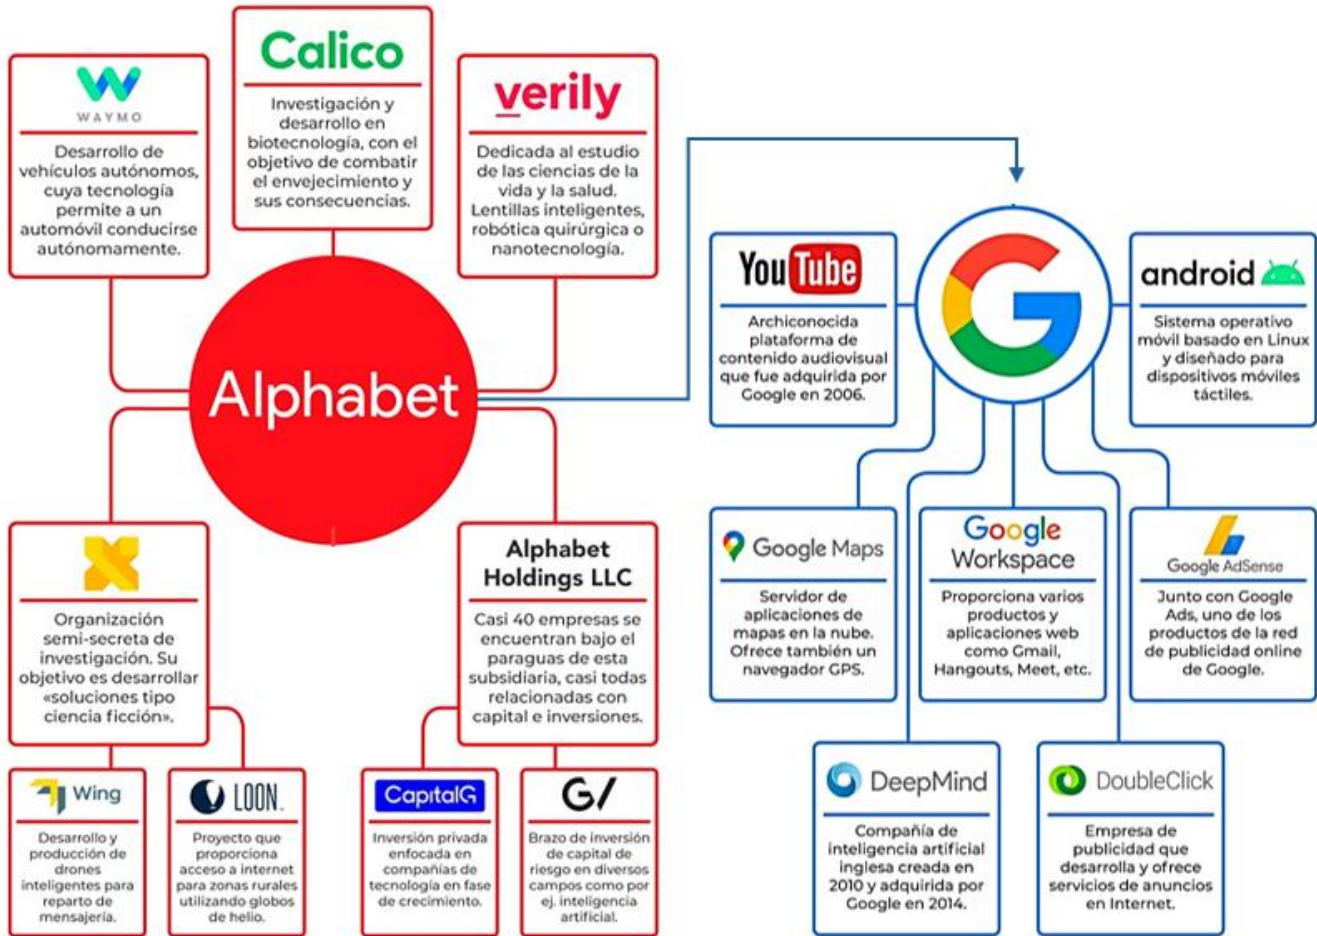 WAYMO
Desarrollo de
vehículos autónomos,
cuya tecnología
permite a un
automóvil conducirse
autónomamente.
Calico
Investigación y
desarrollo en
biotecnología, con el
objetivo de combatir
el envejecimiento y
sus consecuencias.
verily
Dedicada al estudio
de las ciencias de la
vida y la salud.
Lentillas inteligentes,
robótica quirúrgica o
nanotecnología.
Alphabet
X
Organización
semi-secreta de
investigación. Su
objetivo es desarrollar
«soluciones tipo
ciencia ficción».
Alphabet
Holdings LLC
Casi 40 empresas se
encuentran bajo el
paraguas de esta
subsidiaria, casi todas
relacionadas con
capital e inversiones.
Wing
Desarrollo y
producción de
drones
inteligentes para
reparto de
mensajería.
LOON.
Proyecto que
proporciona
acceso a internet
para zonas rurales
utilizando globos
de helio.
CapitalG
Inversión privada
enfocada en
compañías de
tecnología en fase
de crecimiento.
G/
Brazo de inversión
de capital de
riesgo en diversos
campos como por
ej. inteligencia
artificial.
G
YouTube
Archiconocida
plataforma de
contenido audiovisual
que fue adquirida por
Google en 2006.
android
Sistema operativo
móvil basado en Linux
y diseñado para
dispositivos móviles
táctiles.
Google Maps
Servidor de
aplicaciones de
mapas en la nube.
Ofrece también un
navegador GPS.
Google
Workspace
Proporciona varios
productos y
aplicaciones web
como Gmail,
Hangouts, Meet, etc.
Google AdSense
Junto con Google
Ads, uno de los
productos de la red
de publicidad online
de Google.
DeepMind
Compañía de
inteligencia artificial
inglesa creada en
2010 y adquirida por
Google en 2014.
DoubleClick
Empresa de
publicidad que
desarrolla y ofrece
servicios de anuncios
en Internet.